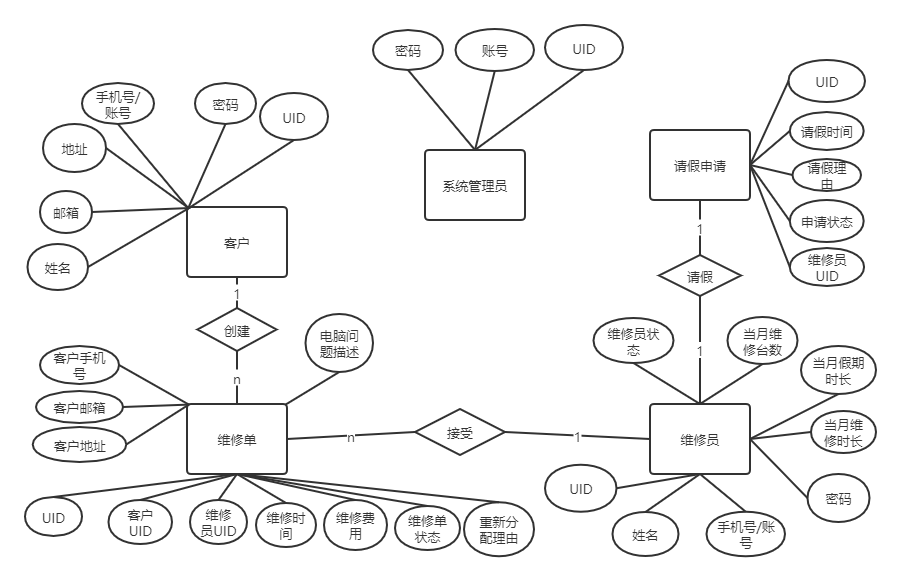 密码
账号
UID
手机号/
账号
密码
UID
地址
邮箱
姓名
客户
系统管理员
请假申请
UID
请假时间
请假理
由
申请状态
维修员
UID
1
创建
n
1
请假
1
电脑问
题描述
客户手机
号
客户邮箱
客户地址
维修单
n
接受
1
维修员状
态
当月维
修台数
当月假期
时长
当月维
修时长
密码
维修员
UID
姓名
手机号/账
号
UID
客户
UID
维修
员UID
维修时
间
维修费
用
维修单
状态
重新分
配理由